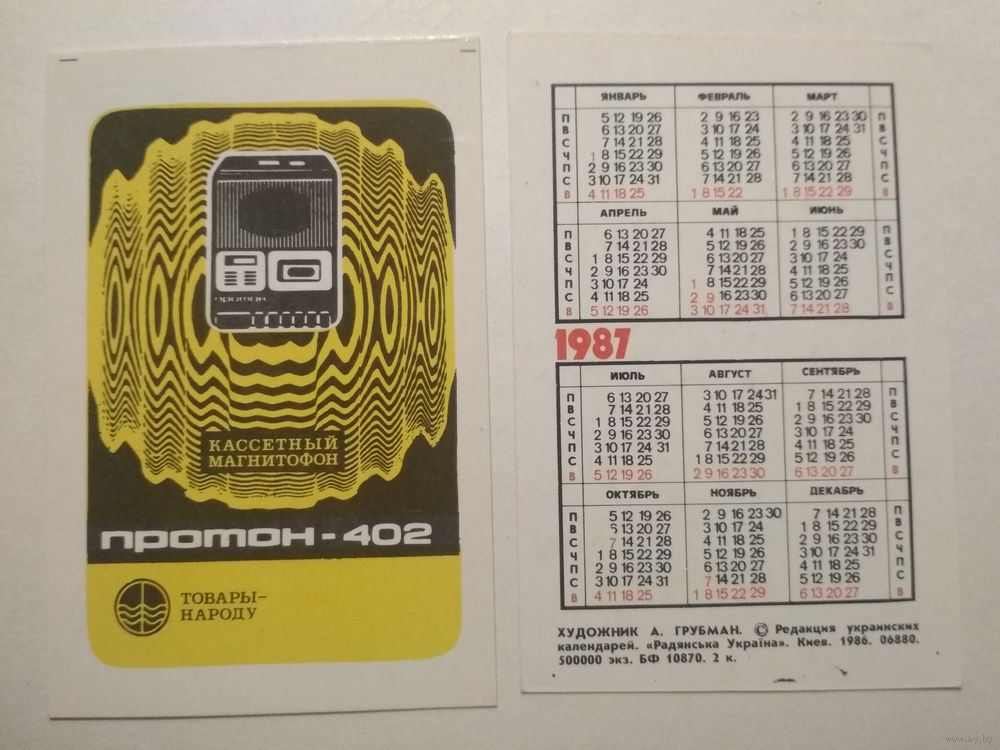 протон
КАССЕТНЫЙ
МАГНИТОФОН
протон-402
ТОВАРЫ-
НАРОДУ
ЯНВАРЬ ФЕВРАЛЬ МАРТ
П 5 12 19 26 2 9 16 23 2 9 16 23 30 П
В 6 13 20 27 3 10 17 24 3 10 17 24 31 В
С 7 14 21 28 4 11 18 25 4 11 18 25 С
Ч 1 8 15 22 29 5 12 19 26 5 12 19 26 Ч
П 2 9 16 23 30 6 13 20 27 6 13 20 27 П
С 3 10 17 24 31 7 14 21 28 7 14 21 28 С
В 4 11 18 25 1 8 15 22 1 8 15 22 29 В
АПРЕЛЬ МАЙ ИЮНЬ
П 6 13 20 27 4 11 18 25 1 8 15 22 29 П
В 7 14 21 28 5 12 19 26 2 9 16 23 30 В
С 1 8 15 22 29 6 13 20 27 3 10 17 24 С
Ч 2 9 16 23 30 7 14 21 28 4 11 18 25 Ч
П 3 10 17 24 1 8 15 22 29 5 12 19 26 П
С 4 11 18 25 2 9 16 23 30 6 13 20 27 С
В 5 12 19 26 3 10 17 24 31 7 14 21 28 В
1987
ИЮЛЬ АВГУСТ СЕНТЯБРЬ
П 6 13 20 27 3 10 17 24 31 7 14 21 28 П
В 7 14 21 28 4 11 18 25 1 8 15 22 29 В
С 1 8 15 22 29 5 12 19 26 2 9 16 23 30 С
Ч 2 9 16 23 30 6 13 20 27 3 10 17 24 Ч
П 3 10 17 24 31 7 14 21 28 4 11 18 25 П
С 4 11 18 25 1 8 15 22 29 5 12 19 26 С
В 5 12 19 26 2 9 16 23 30 6 13 20 27 В
ОКТЯБРЬ НОЯБРЬ ДЕКАБРЬ
П 5 12 19 26 2 9 16 23 30 7 14 21 28 П
В 6 13 20 27 3 10 17 24 1 8 15 22 29 В
С 7 14 21 28 4 11 18 25 2 9 16 23 30 С
Ч 1 8 15 22 29 5 12 19 26 3 10 17 24 31 Ч
П 2 9 16 23 30 6 13 20 27 4 11 18 25 П
С 3 10 17 24 31 7 14 21 28 5 12 19 26 С
В 4 11 18 25 1 8 15 22 29 6 13 20 27 В
ХУДОЖНИК А. ГРУБМАН. © Редакция украинских
календарей. «Радянська Україна». Киев. 1986. 06880.
500000 экз. БФ 10870. 2 к.
www.ay.by